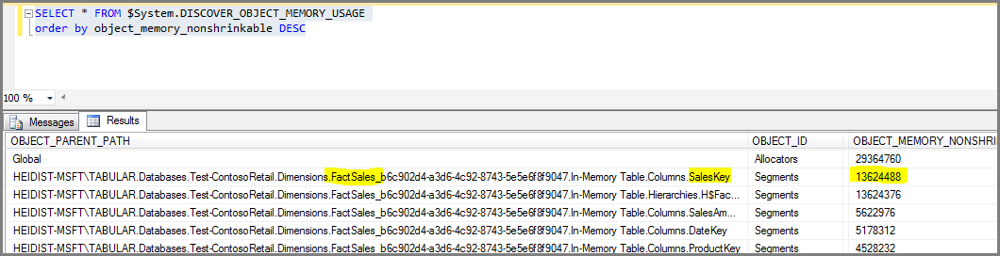 SELECT * FROM $System.DISCOVER_OBJECT_MEMORY_USAGE
order by object_memory_nonshrinkable DESC
100 %
Messages Results
OBJECT_PARENT_PATH OBJECT_ID OBJECT_MEMORY_NONSHRI
Global Allocators 29364760
HEIDIST-MSFT\TABULAR.Databases.Test-ContosoRetail.Dimensions.FactSales_b6c902d4-a3d6-4c92-8743-5e5e6f8f9047.In-Memory Table.Columns.SalesKey Segments 13624488
HEIDIST-MSFT\TABULAR.Databases.Test-ContosoRetail.Dimensions.FactSales_b6c902d4-a3d6-4c92-8743-5e5e6f8f9047.In-Memory Table.Hierarchies.H$Fac... Segments 13624376
HEIDIST-MSFT\TABULAR.Databases.Test-ContosoRetail.Dimensions.FactSales_b6c902d4-a3d6-4c92-8743-5e5e6f8f9047.In-Memory Table.Columns.SalesAm... Segments 5622976
HEIDIST-MSFT\TABULAR.Databases.Test-ContosoRetail.Dimensions.FactSales_b6c902d4-a3d6-4c92-8743-5e5e6f8f9047.In-Memory Table.Columns.DateKey Segments 5178312
HEIDIST-MSFT\TABULAR.Databases.Test-ContosoRetail.Dimensions.FactSales_b6c902d4-a3d6-4c92-8743-5e5e6f8f9047.In-Memory Table.Columns.ProductKey Segments 4528232